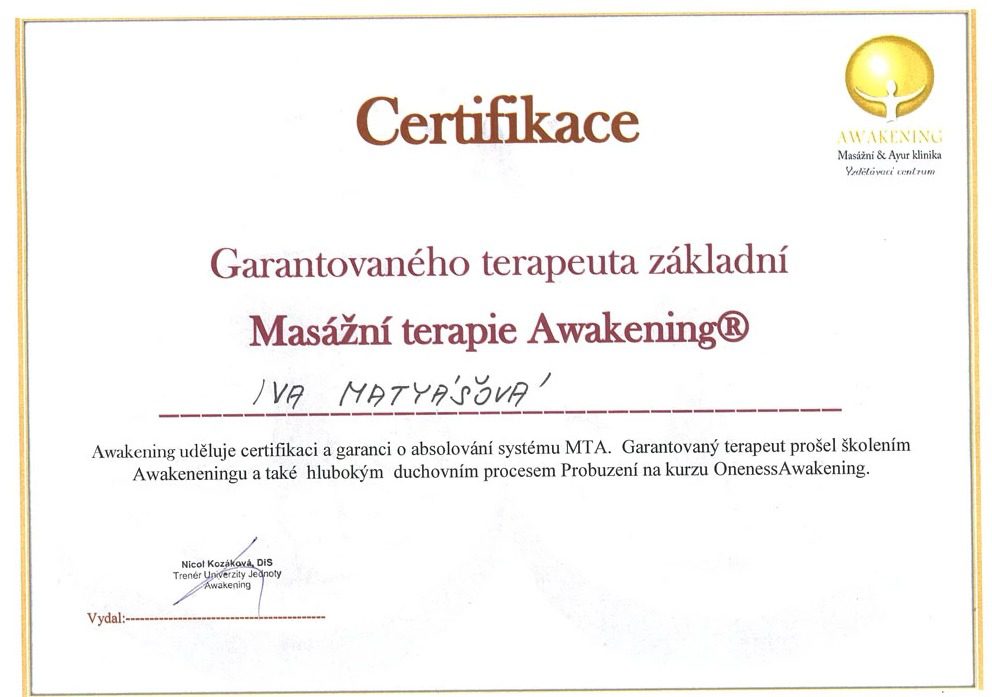 Certifikace
AWAKENING
Masážní & Ayur klinika
Vzdělávací centrum
Garantovaného terapeuta základní
Masážní terapie Awakening®
IVA MATYÁŠOVÁ
Awakening uděluje certifikaci a garanci o absolování systému MTA. Garantovaný terapeut prošel školením
Awakeneningu a také hlubokým duchovním procesem Probuzení na kurzu OnenessAwakening.
Nicol Kozáková, DiS
Trenér Univerzity Jednoty
Awakening
Vydal: